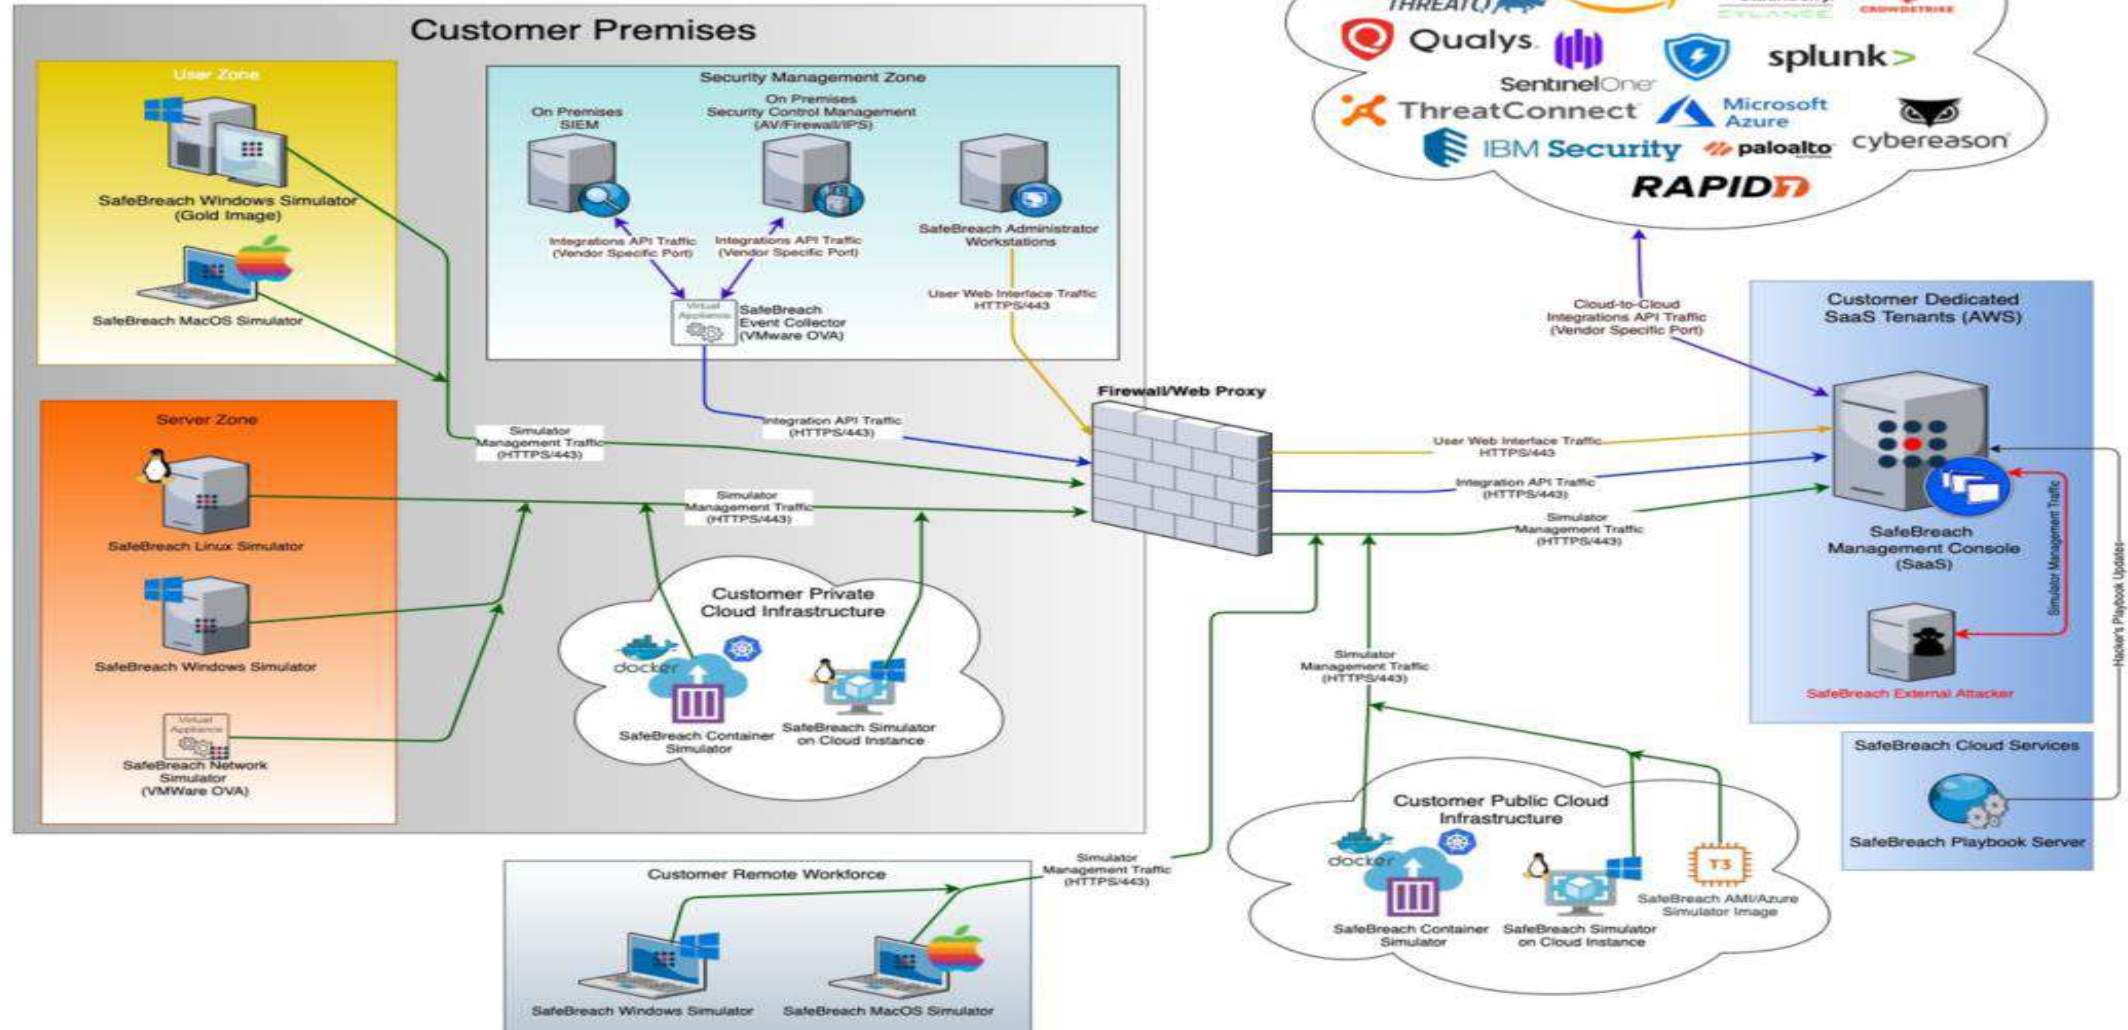 Customer Premises
User Zone
SafeBreach Windows Simulator
(Gold Image)
SafeBreach MacOS Simulator
Security Management Zone
On Premises
SIEM
On Premises
Security Control Management
(AV/Firewall/IPS)
Integrations API Traffic
(Vendor Specific Port)
Integrations API Traffic
(Vendor Specific Port)
SafeBreach Administrator
Workstations
User Web Interface Traffic
HTTPS/443
Virtual
Appliance
SafeBreach
Event Collector
(VMware OVA)
Server Zone
SafeBreach Linux Simulator
SafeBreach Windows Simulator
Virtual
Appliance
SafeBreach Network
Simulator
(VMWare OVA)
Simulator
Management Traffic
(HTTPS/443)
Integration API Traffic
(HTTPS/443)
Simulator
Management Traffic
(HTTPS/443)
Customer Private
Cloud Infrastructure
docker
SafeBreach Container
Simulator
SafeBreach Simulator
on Cloud Instance
Firewall/Web Proxy
THREATQ
CYLANCE
CROWDSTRIKE
Qualys.
SentinelOne
splunk>
ThreatConnect
Microsoft
Azure
cybereason
IBM Security
paloalto
RAPID7
Cloud-to-Cloud
Integrations API Traffic
(Vendor Specific Port)
User Web Interface Traffic
HTTPS/443
Integration API Traffic
(HTTPS/443)
Simulator
Management Traffic
(HTTPS/443)
Customer Dedicated
SaaS Tenants (AWS)
SafeBreach
Management Console
(SaaS)
Simulator Management Traffic
SafeBreach External Attacker
Hacker's Playbook Updates
SafeBreach Cloud Services
SafeBreach Playbook Server
Simulator
Management Traffic
(HTTPS/443)
Customer Public Cloud
Infrastructure
docker
T3
SafeBreach Container
Simulator
SafeBreach Simulator
on Cloud Instance
SafeBreach AMI/Azure
Simulator Image
Customer Remote Workforce
Simulator
Management Traffic
(HTTPS/443)
SafeBreach Windows Simulator
SafeBreach MacOS Simulator